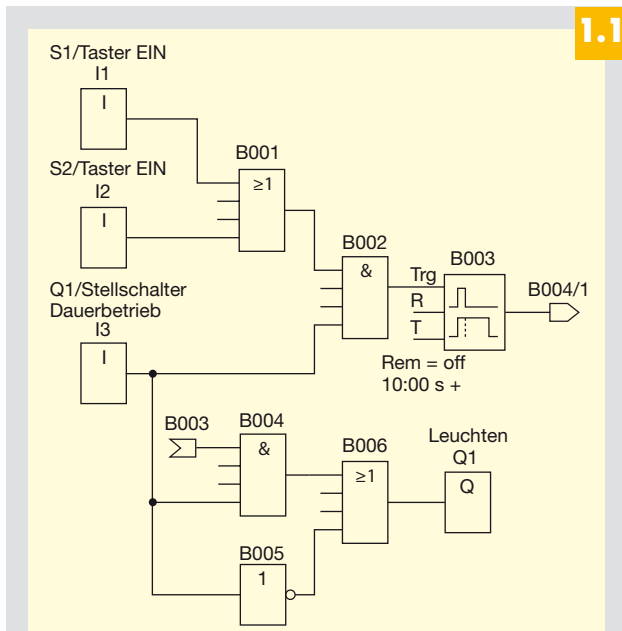 1.1
S1/Taster EIN
I1
I
S2/Taster EIN
I2
I
B001
≥1
B002
&
B003
Trg
R
T
B004/1
Rem = off
10:00 s +
Q1/Stellschalter
Dauerbetrieb
I3
I
B003
B004
&
B006
≥1
Leuchten
Q1
Q
B005
1